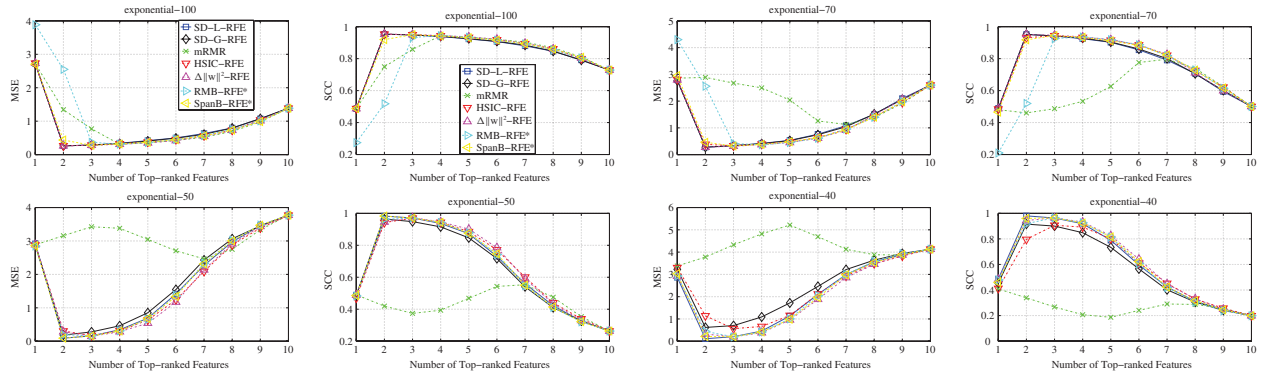 exponential-100
MSE
4
3
2
1
0
1 2 3 4 5 6 7 8 9 10
Number of Top-ranked Features
SD-L-RFE
SD-G-RFE
mRMR
HSIC-RFE
Δ‖w‖²-RFE
RMB-RFE*
SpanB-RFE*
exponential-100
SCC
1
0.8
0.6
0.4
0.2
1 2 3 4 5 6 7 8 9 10
Number of Top-ranked Features
SD-L-RFE
SD-G-RFE
mRMR
HSIC-RFE
Δ‖w‖²-RFE
RMB-RFE*
SpanB-RFE*
exponential-70
MSE
5
4
3
2
1
0
1 2 3 4 5 6 7 8 9 10
Number of Top-ranked Features
exponential-70
SCC
1
0.8
0.6
0.4
0.2
1 2 3 4 5 6 7 8 9 10
Number of Top-ranked Features
exponential-50
MSE
4
3
2
1
0
1 2 3 4 5 6 7 8 9 10
Number of Top-ranked Features
exponential-50
SCC
1
0.8
0.6
0.4
0.2
1 2 3 4 5 6 7 8 9 10
Number of Top-ranked Features
exponential-40
MSE
6
5
4
3
2
1
0
1 2 3 4 5 6 7 8 9 10
Number of Top-ranked Features
exponential-40
SCC
1
0.8
0.6
0.4
0.2
0
1 2 3 4 5 6 7 8 9 10
Number of Top-ranked Features